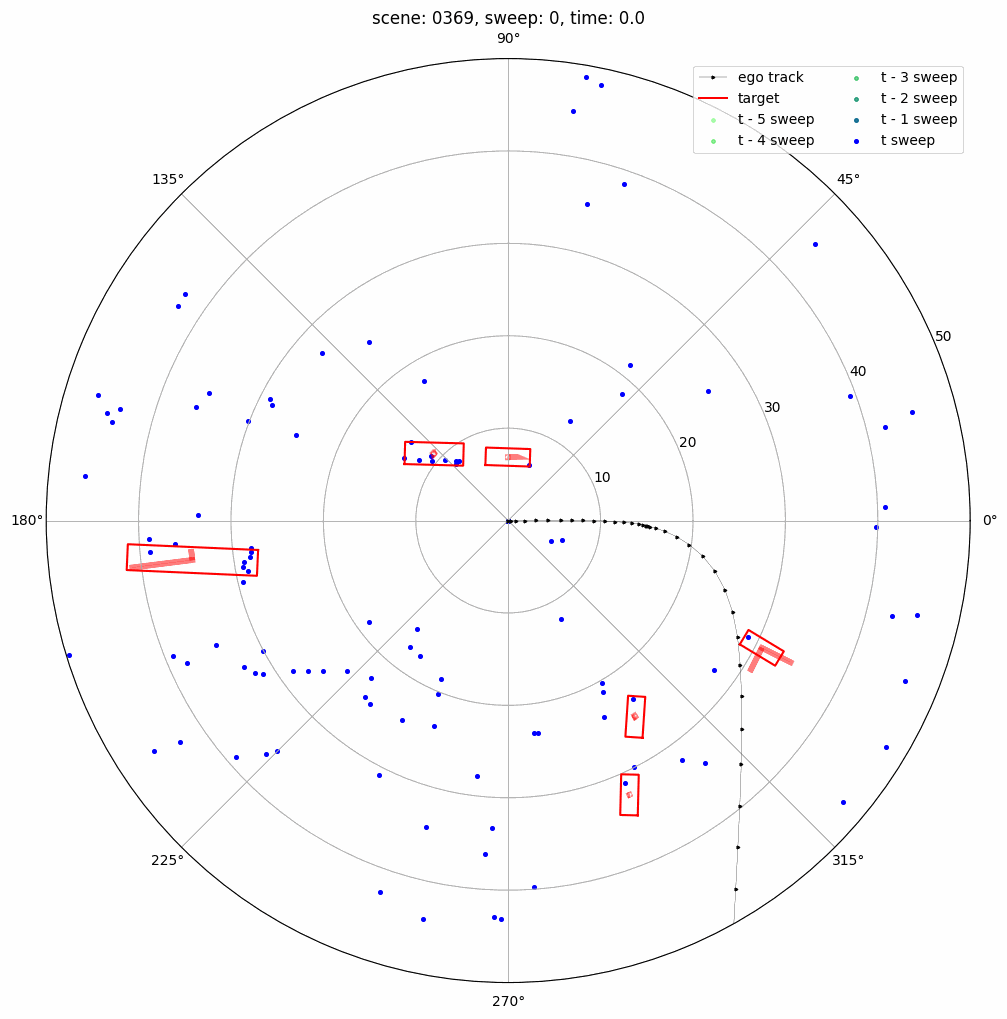 scene: 0369, sweep: 0, time: 0.0
90°
ego track
target
t - 5 sweep
t - 4 sweep
t - 3 sweep
t - 2 sweep
t - 1 sweep
t sweep
135°
45°
50
40
30
20
10
180°
0°
225°
315°
270°